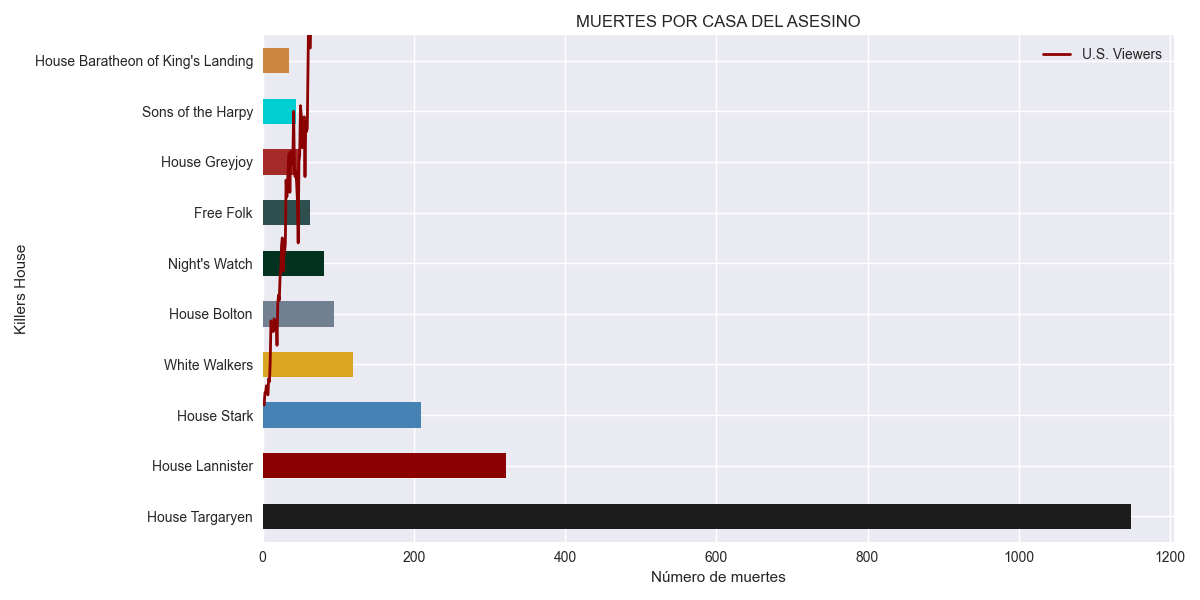 MUERTES POR CASA DEL ASESINO
U.S. Viewers
Killers House
House Baratheon of King's Landing
Sons of the Harpy
House Greyjoy
Free Folk
Night's Watch
House Bolton
White Walkers
House Stark
House Lannister
House Targaryen
0 200 400 600 800 1000 1200
Número de muertes